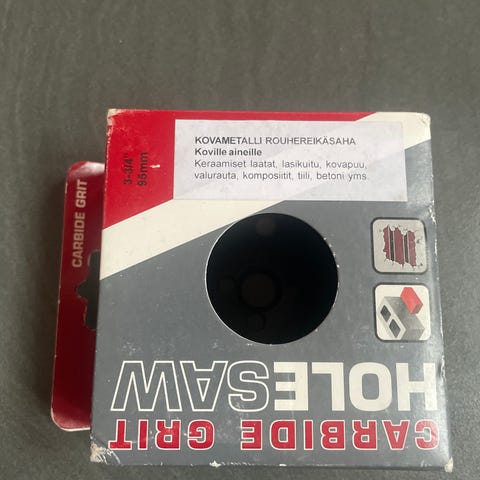 KOVAMETALLI ROUHEREIKÄSAHA
Koville aineille
Keraamiset laatat, lasikuitu, kovapuu,
valurauta, komposiitit, tiili, betoni yms.
3-3/4"
95mm
CARBIDE GRIT
CARBIDE GRIT
HOLESAW